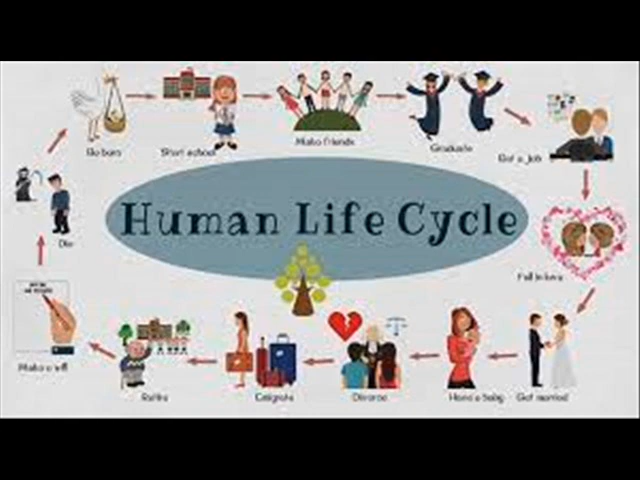 Be born
Start school
Make friends
Graduate
Get a job
Human Life Cycle
Fall in love
Get married
Have a baby
Divorce
Emigrate
Retire
Make a will
Die